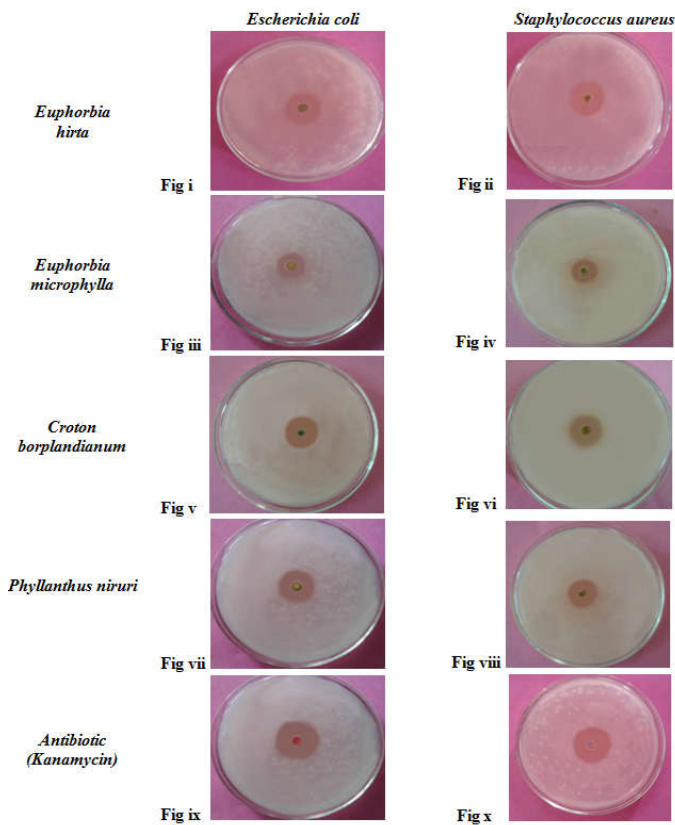 Escherichia coli
Staphylococcus aureus
Euphorbia
hirta
Fig i
Fig ii
Euphorbia
microphylla
Fig iii
Fig iv
Croton
borplandianum
Fig v
Fig vi
Phyllanthus niruri
Fig vii
Fig viii
Antibiotic
(Kanamycin)
Fig ix
Fig x